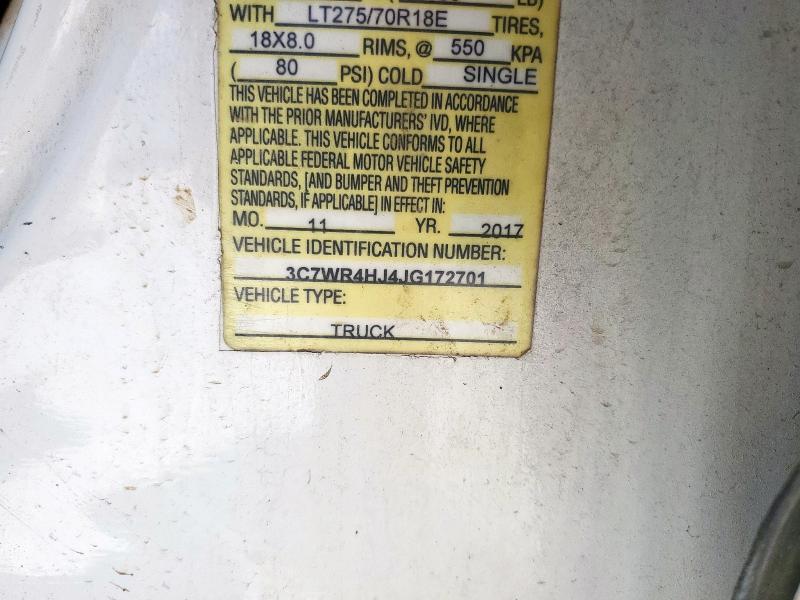 ( LB)
WITH LT275/70R18E TIRES,
18X8.0 RIMS, @ 550 KPA
( 80 PSI) COLD SINGLE
THIS VEHICLE HAS BEEN COMPLETED IN ACCORDANCE
WITH THE PRIOR MANUFACTURERS' IVD, WHERE
APPLICABLE. THIS VEHICLE CONFORMS TO ALL
APPLICABLE FEDERAL MOTOR VEHICLE SAFETY
STANDARDS, [AND BUMPER AND THEFT PREVENTION
STANDARDS, IF APPLICABLE] IN EFFECT IN:
MO. 11 YR. 2017
VEHICLE IDENTIFICATION NUMBER:
3C7WR4HJ4JG172701
VEHICLE TYPE:
TRUCK